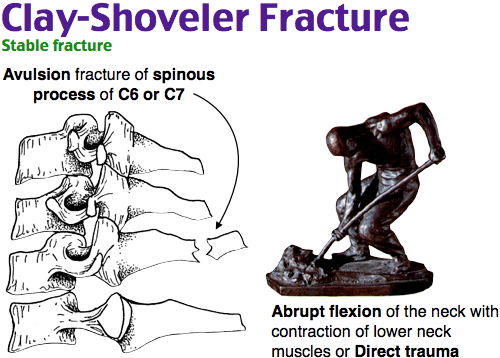 Clay-Shoveler Fracture
Stable fracture
Avulsion fracture of spinous
process of C6 or C7
Abrupt flexion of the neck with
contraction of lower neck
muscles or Direct trauma